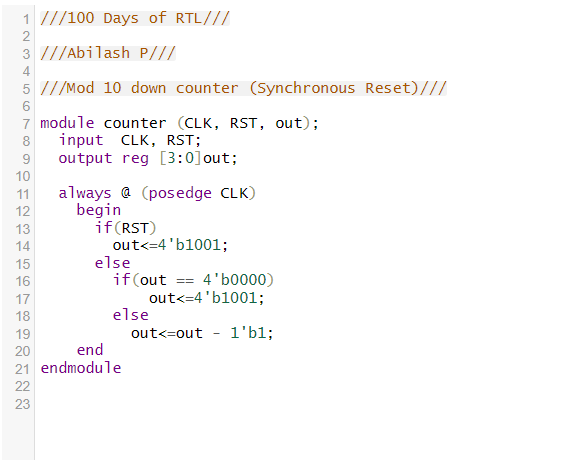 1 ///100 Days of RTL///
2
3 ///Abilash P///
4
5 ///Mod 10 down counter (Synchronous Reset)///
6
7 module counter (CLK, RST, out);
8   input  CLK, RST;
9   output reg [3:0]out;
10
11   always @ (posedge CLK)
12     begin
13       if(RST)
14         out<=4'b1001;
15       else
16         if(out == 4'b0000)
17             out<=4'b1001;
18         else
19           out<=out - 1'b1;
20     end
21 endmodule
22
23